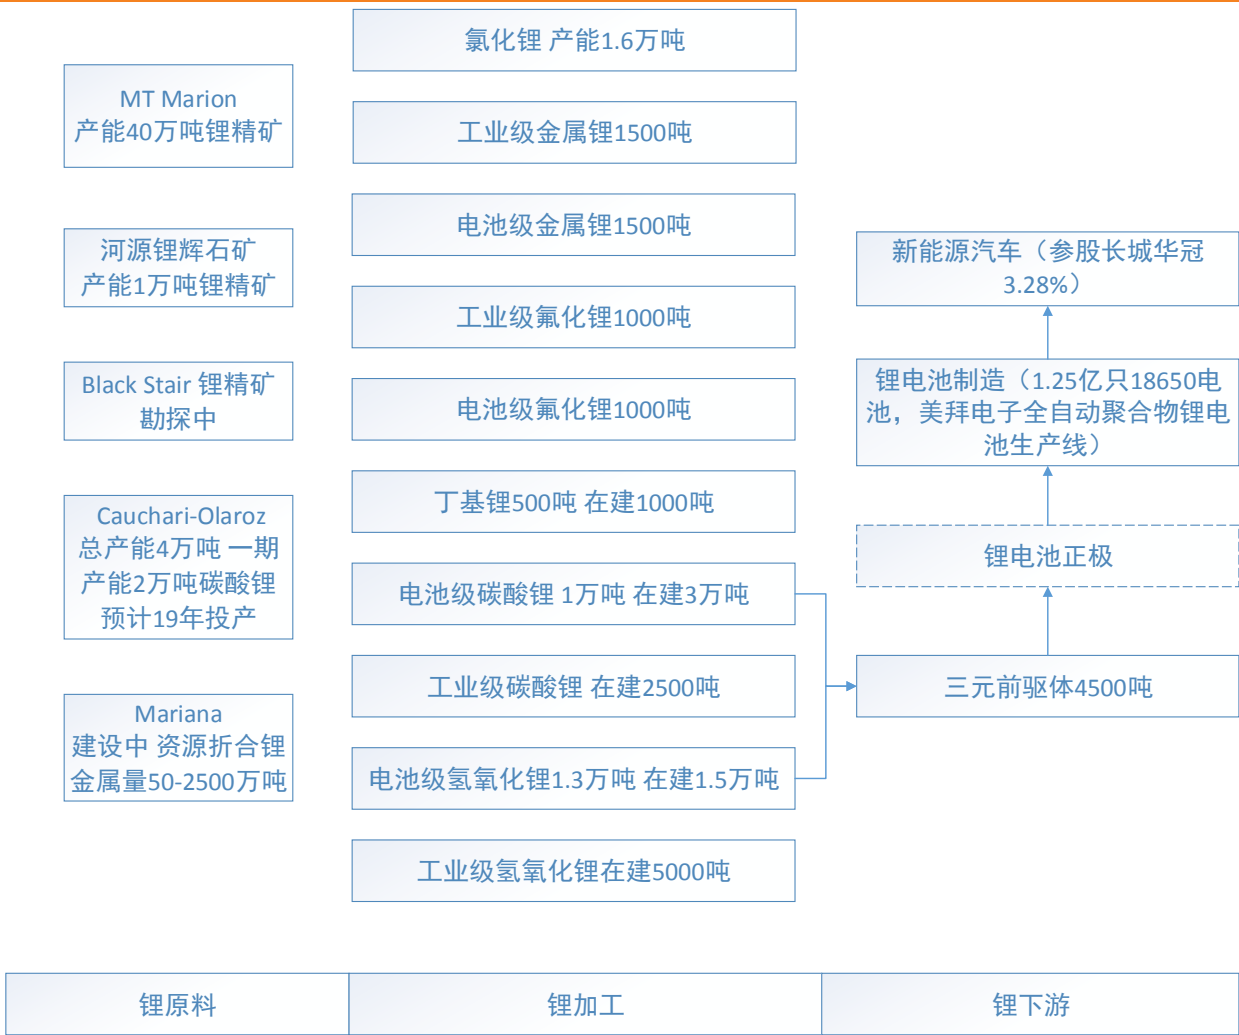 MT Marion
产能40万吨锂精矿
河源锂辉石矿
产能1万吨锂精矿
Black Stair 锂精矿
勘探中
Cauchari-Olaroz
总产能4万吨 一期
产能2万吨碳酸锂
预计19年投产
Mariana
建设中 资源折合锂
金属量50-2500万吨
氯化锂 产能1.6万吨
工业级金属锂1500吨
电池级金属锂1500吨
工业级氟化锂1000吨
电池级氟化锂1000吨
丁基锂500吨 在建1000吨
电池级碳酸锂 1万吨 在建3万吨
工业级碳酸锂 在建2500吨
电池级氢氧化锂1.3万吨 在建1.5万吨
工业级氢氧化锂在建5000吨
新能源汽车（参股长城华冠
3.28%）
锂电池制造（1.25亿只18650电
池，美拜电子全自动聚合物锂电
池生产线）
锂电池正极
三元前驱体4500吨
锂原料
锂加工
锂下游